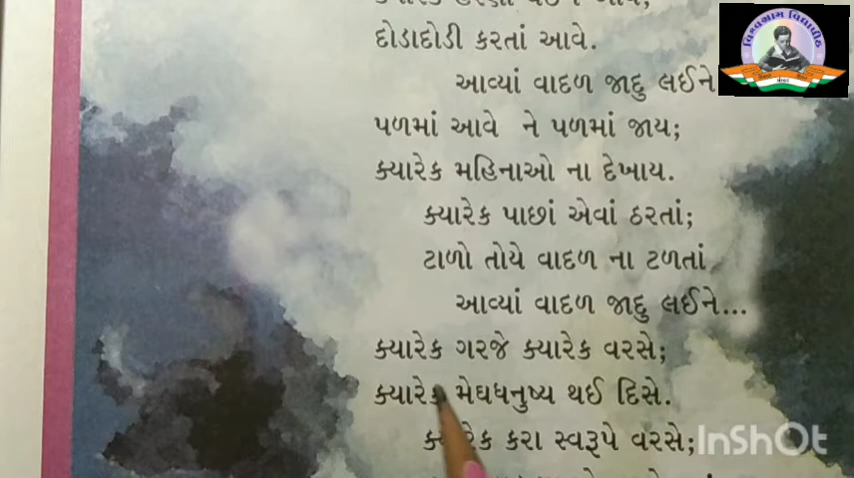 દોડાદોડી કરતાં આવે.
આવ્યાં વાદળ જાદુ લઈને
પળમાં આવે ને પળમાં જાય;
ક્યારેક મહિનાઓ ના દેખાય.
ક્યારેક પાછાં એવાં ઠરતાં;
ટાળો તોયે વાદળ ના ટળતાં
આવ્યાં વાદળ જાદુ લઈને...
ક્યારેક ગરજે ક્યારેક વરસે;
ક્યારેક મેઘધનુષ્ય થઈ દિસે.
ક્યારેક કરા સ્વરૂપે વરસે;
વિશ્વગ્રામ વિદ્યાપીઠ
InShOt